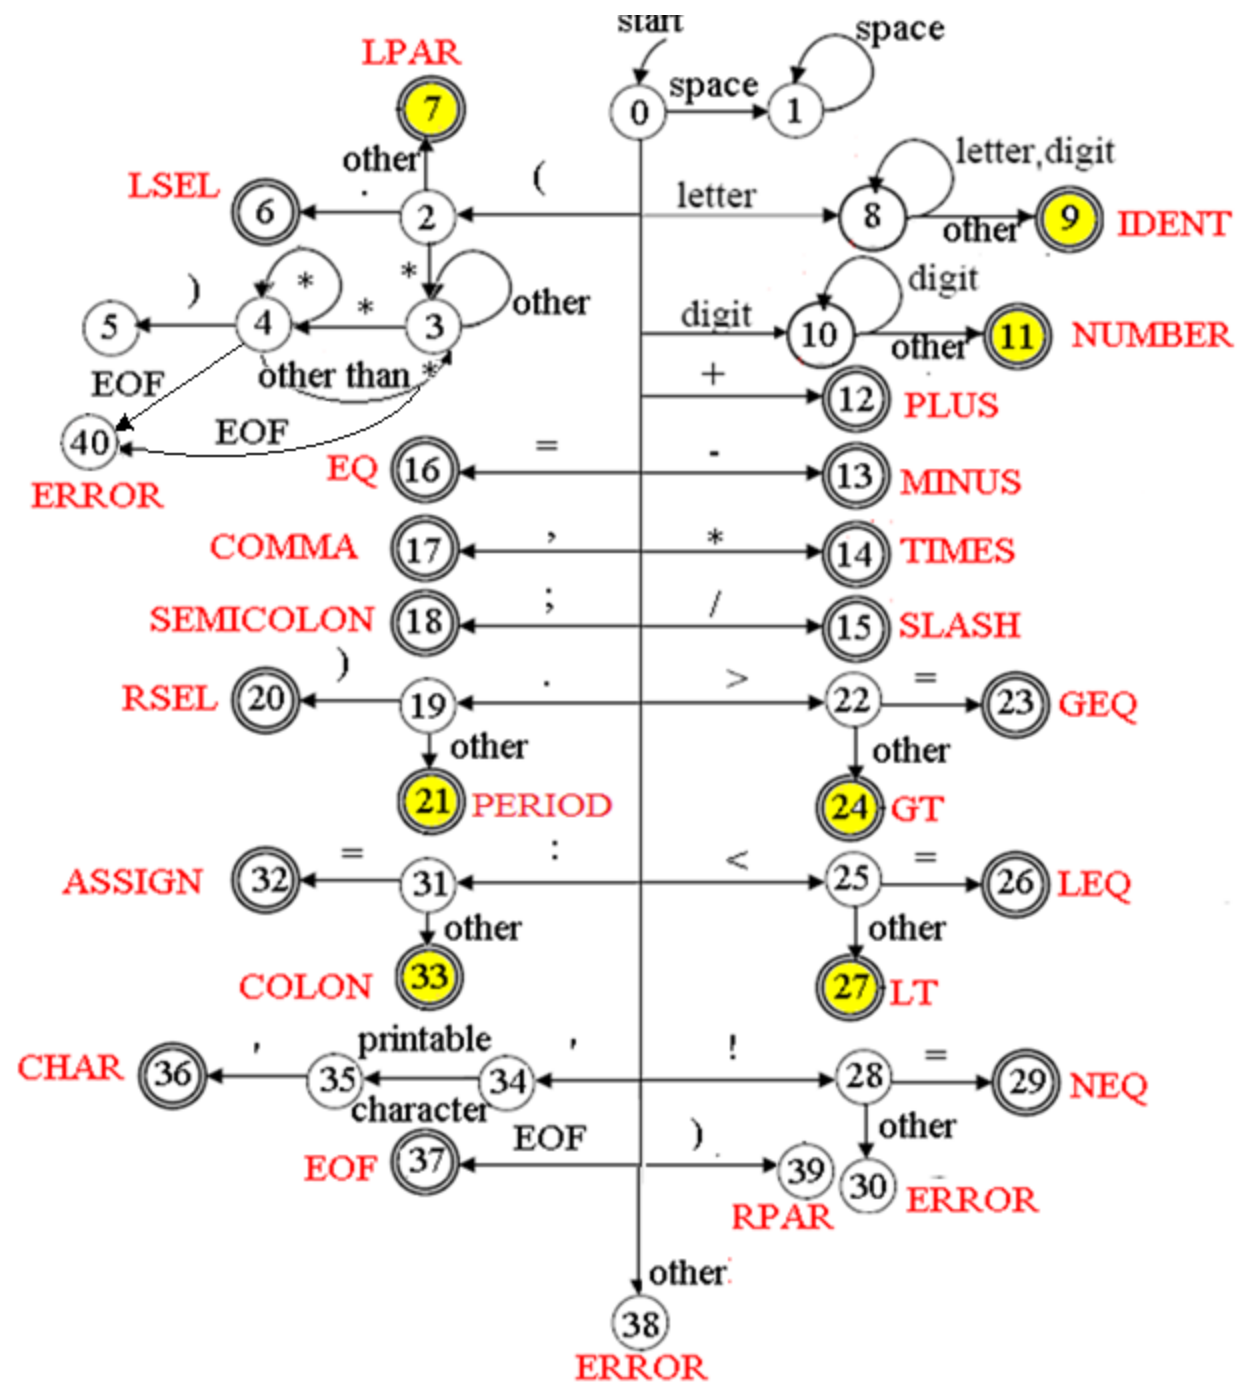 start
LPAR
space
7
space
0
1
other
(
letter,digit
LSEL
.
letter
6
2
8
other
9
IDENT
*
*
digit
)
other
5
4
*
3
digit
10
other
11
NUMBER
EOF
other than *
+
12
PLUS
40
EOF
ERROR
EQ
16
=
-
13
MINUS
COMMA
17
,
*
14
TIMES
SEMICOLON
18
;
/
15
SLASH
RSEL
20
)
19
.
>
22
=
23
GEQ
other
other
21
PERIOD
24
GT
ASSIGN
32
=
31
:
<
25
=
26
LEQ
other
other
COLON
33
27
LT
CHAR
36
'
35
printable
character
34
'
!
28
=
29
NEQ
other
EOF
37
EOF
)
39
RPAR
30
ERROR
other
38
ERROR